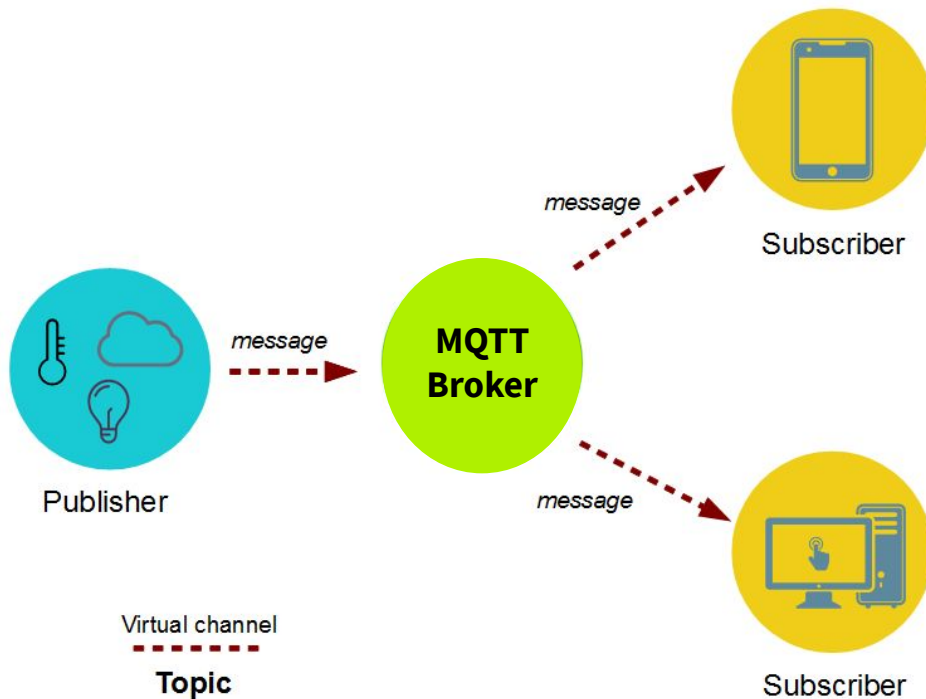 message
Subscriber
message
MQTT
Broker
Publisher
message
Virtual channel
Topic
Subscriber